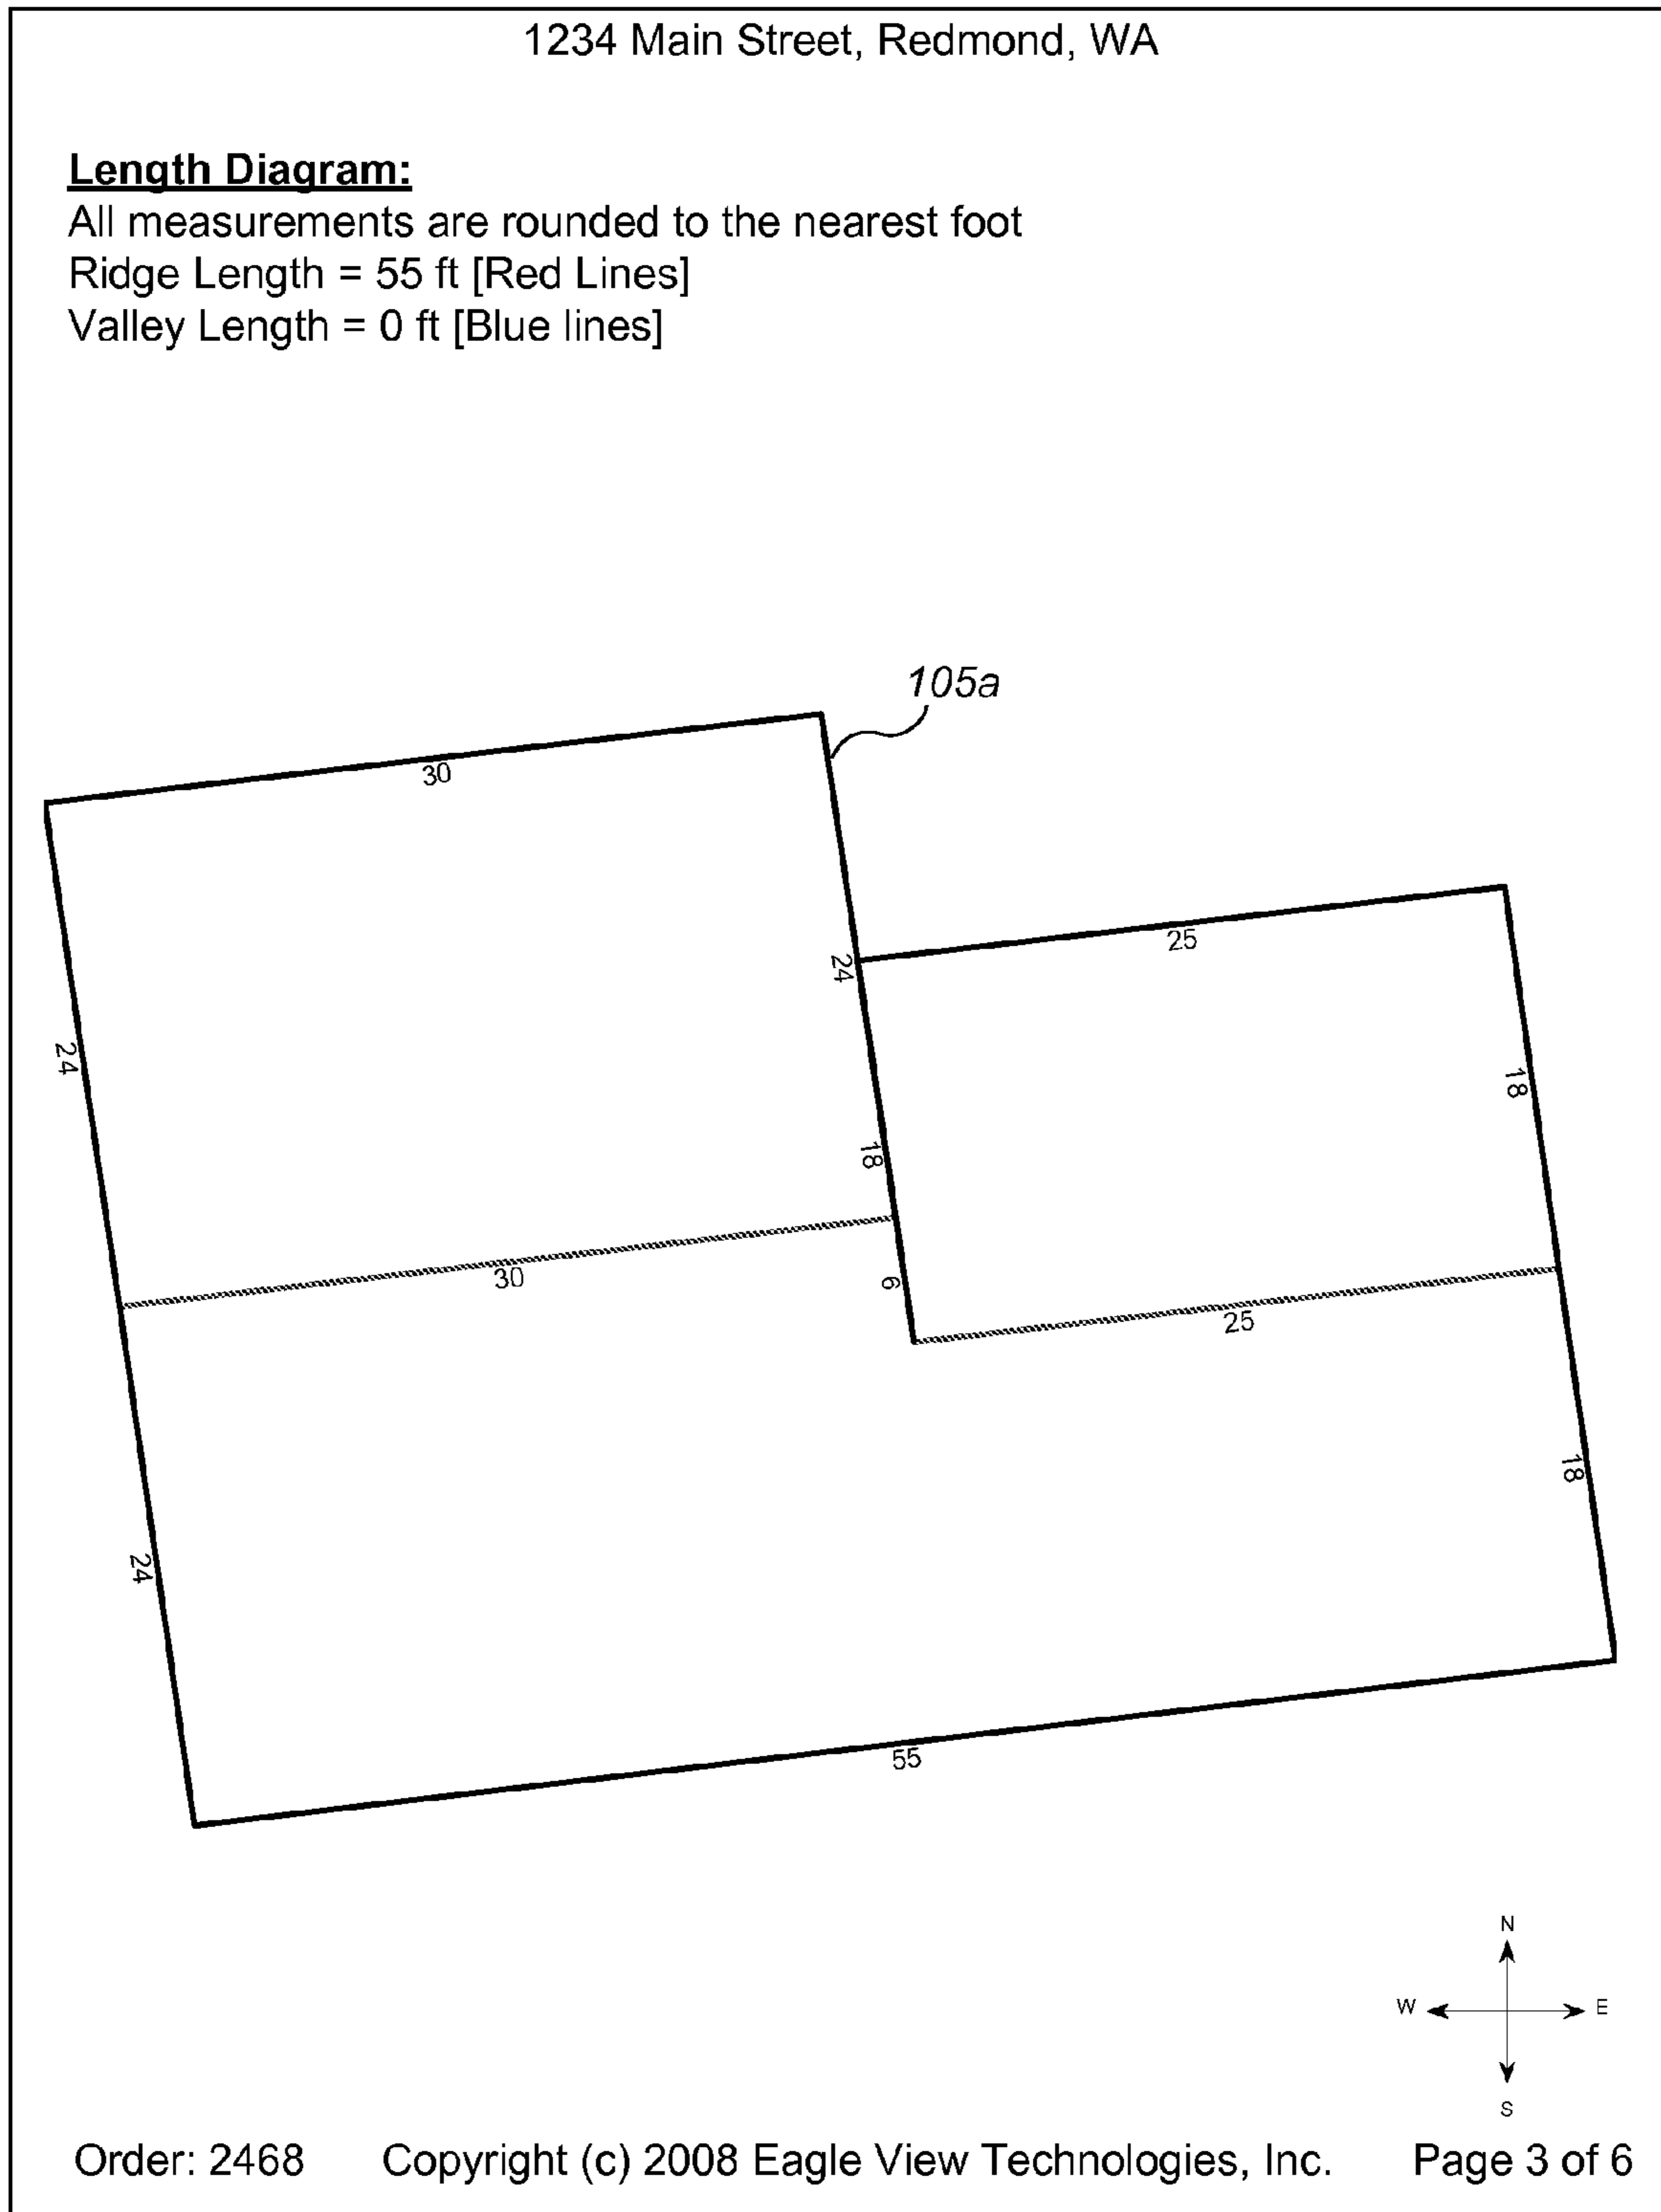 1234 Main Street, Redmond, WA
Length Diagram:
All measurements are rounded to the nearest foot
Ridge Length = 55 ft [Red Lines]
Valley Length = 0 ft [Blue lines]
105a
30
25
24
24
18
18
30
6
25
18
24
55
N
W E
S
Order: 2468 Copyright (c) 2008 Eagle View Technologies, Inc. Page 3 of 6